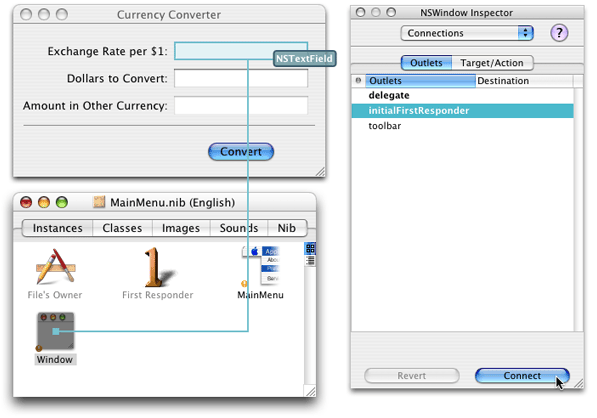 Currency Converter
Exchange Rate per $1:
NSTextField
Dollars to Convert:
Amount in Other Currency:
Convert
MainMenu.nib (English)
Instances Classes Images Sounds Nib
File's Owner First Responder MainMenu
Window
NSWindow Inspector
Connections ?
Outlets Target/Action
Outlets Destination
delegate
initialFirstResponder
toolbar
Revert Connect